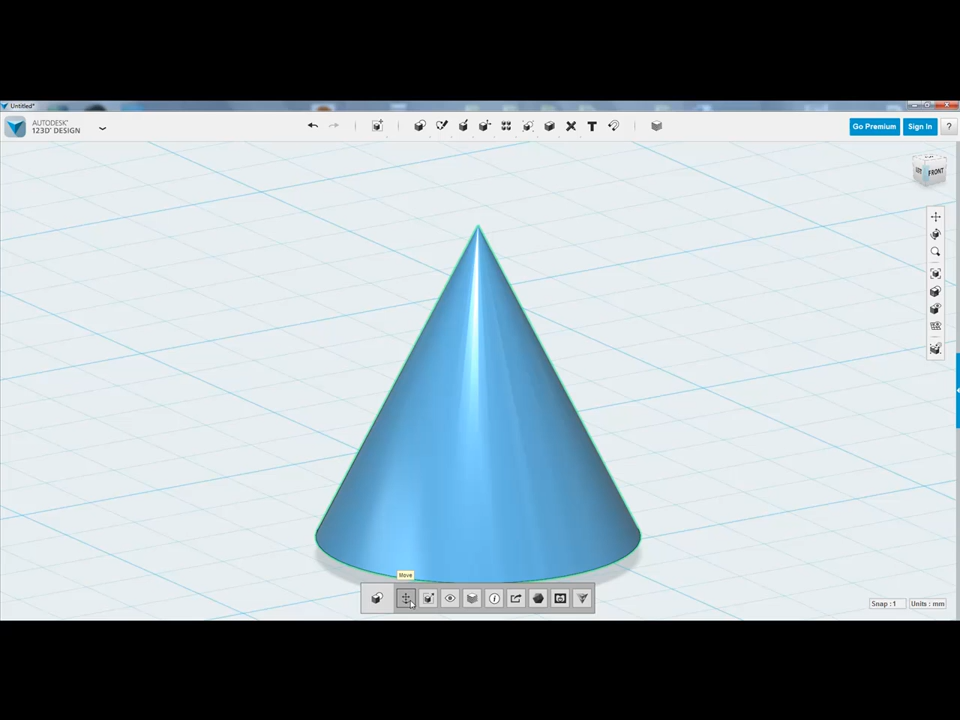 Untitled*
AUTODESK®
123D® DESIGN
Go Premium
Sign In
?
FRONT
Move
Snap : 1
Units : mm